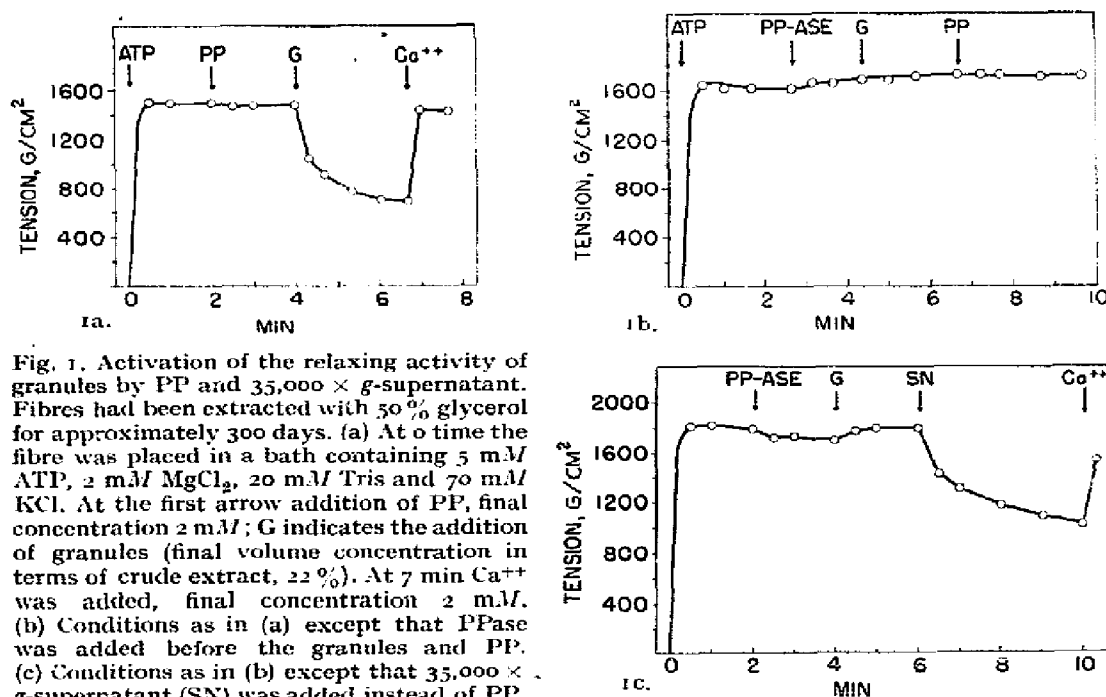 ATP PP G Ca++
1600
1200
800
400
TENSION, G/CM2
0 2 4 6 8
1a. MIN
ATP PP-ASE G PP
1600
1200
800
400
TENSION, G/CM2
0 2 4 6 8 10
1b. MIN
Fig. 1. Activation of the relaxing activity of
granules by PP and 35,000 × g-supernatant.
Fibres had been extracted with 50% glycerol
for approximately 300 days. (a) At 0 time the
fibre was placed in a bath containing 5 mM
ATP, 2 mM MgCl₂, 20 mM Tris and 70 mM
KCl. At the first arrow addition of PP, final
concentration 2 mM; G indicates the addition
of granules (final volume concentration in
terms of crude extract, 22%). At 7 min Ca++
was added, final concentration 2 mM.
(b) Conditions as in (a) except that PPase
was added before the granules and PP.
(c) Conditions as in (b) except that 35,000 ×
g-supernatant (SN) was added instead of PP.
PP-ASE G SN Ca++
2000
1600
1200
800
400
TENSION, G/CM2
0 2 4 6 8 10
1c. MIN